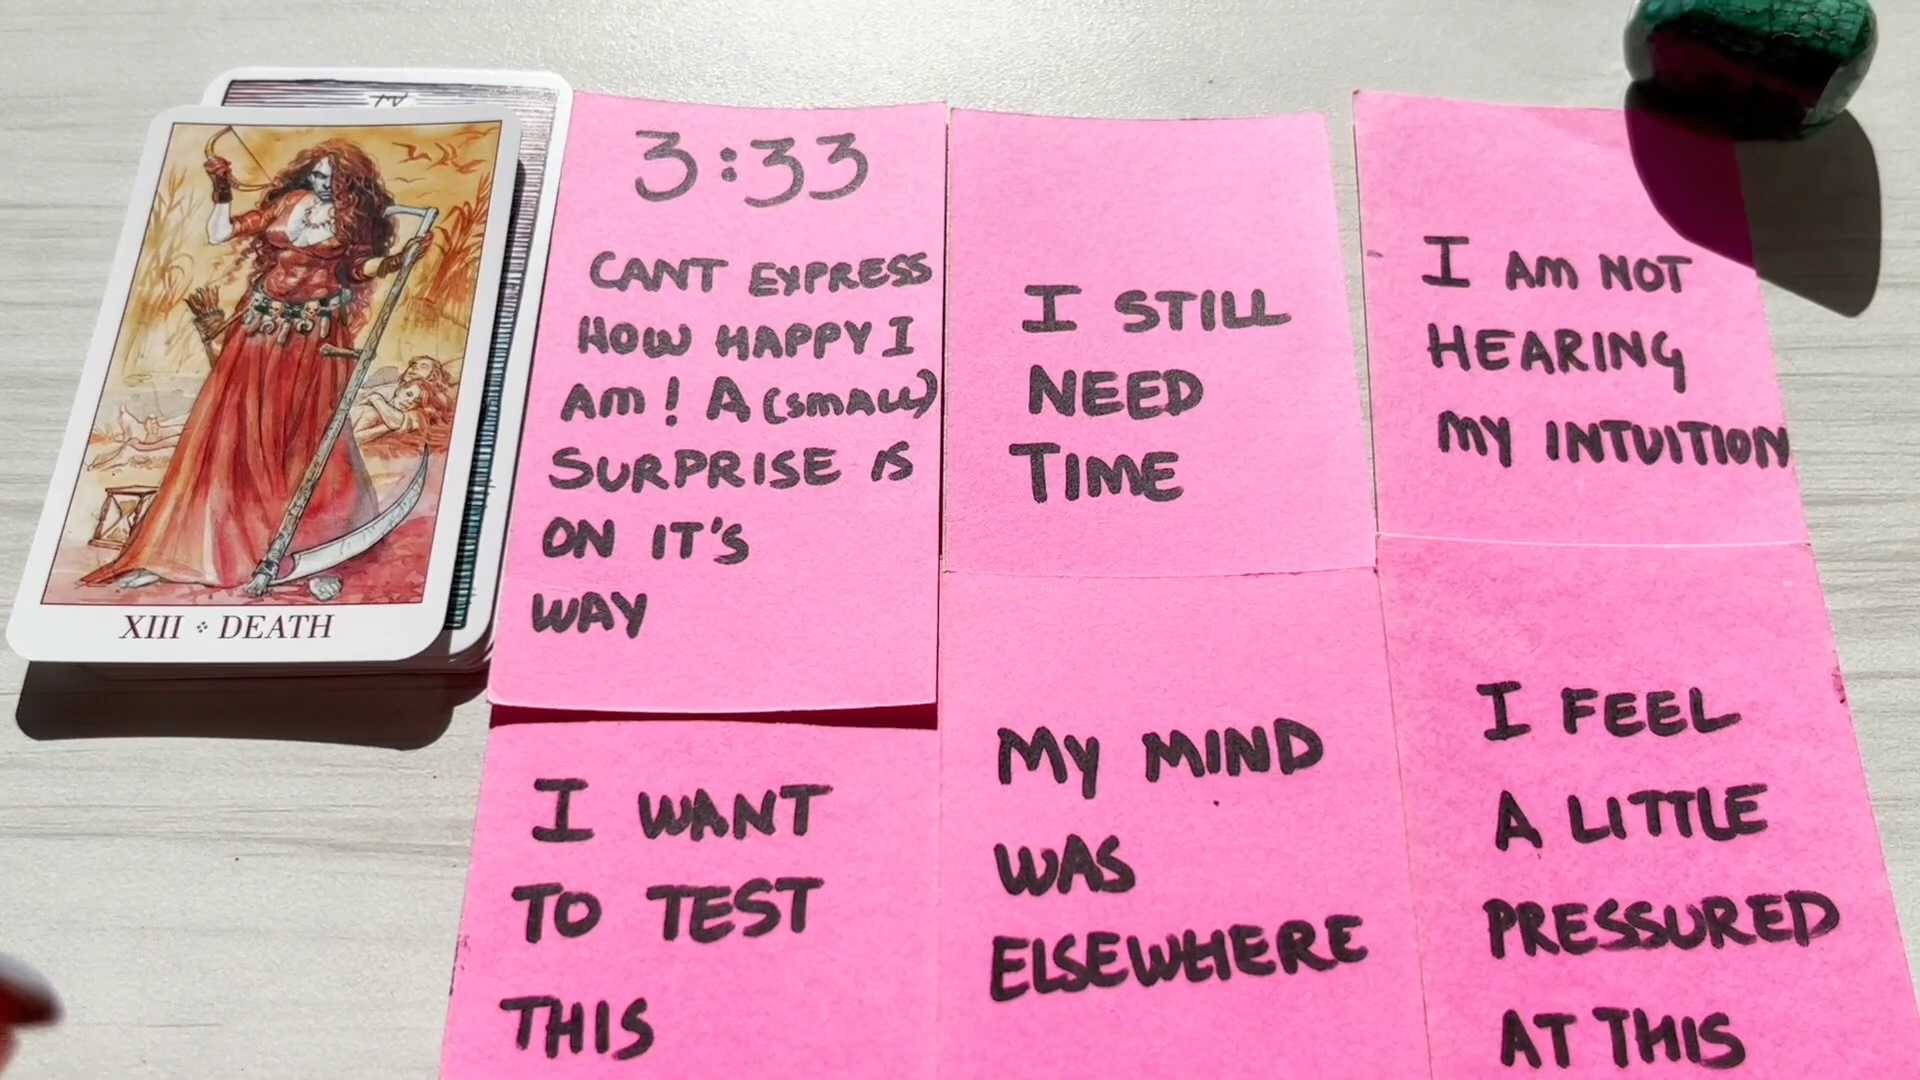 XIII DEATH
3:33
CANT EXPRESS
HOW HAPPY I
AM! A (SMALL)
SURPRISE IS
ON IT'S
WAY
I STILL
NEED
TIME
I AM NOT
HEARING
MY INTUITION
I WANT
TO TEST
THIS
MY MIND
WAS
ELSEWHERE
I FEEL
A LITTLE
PRESSURED
AT THIS